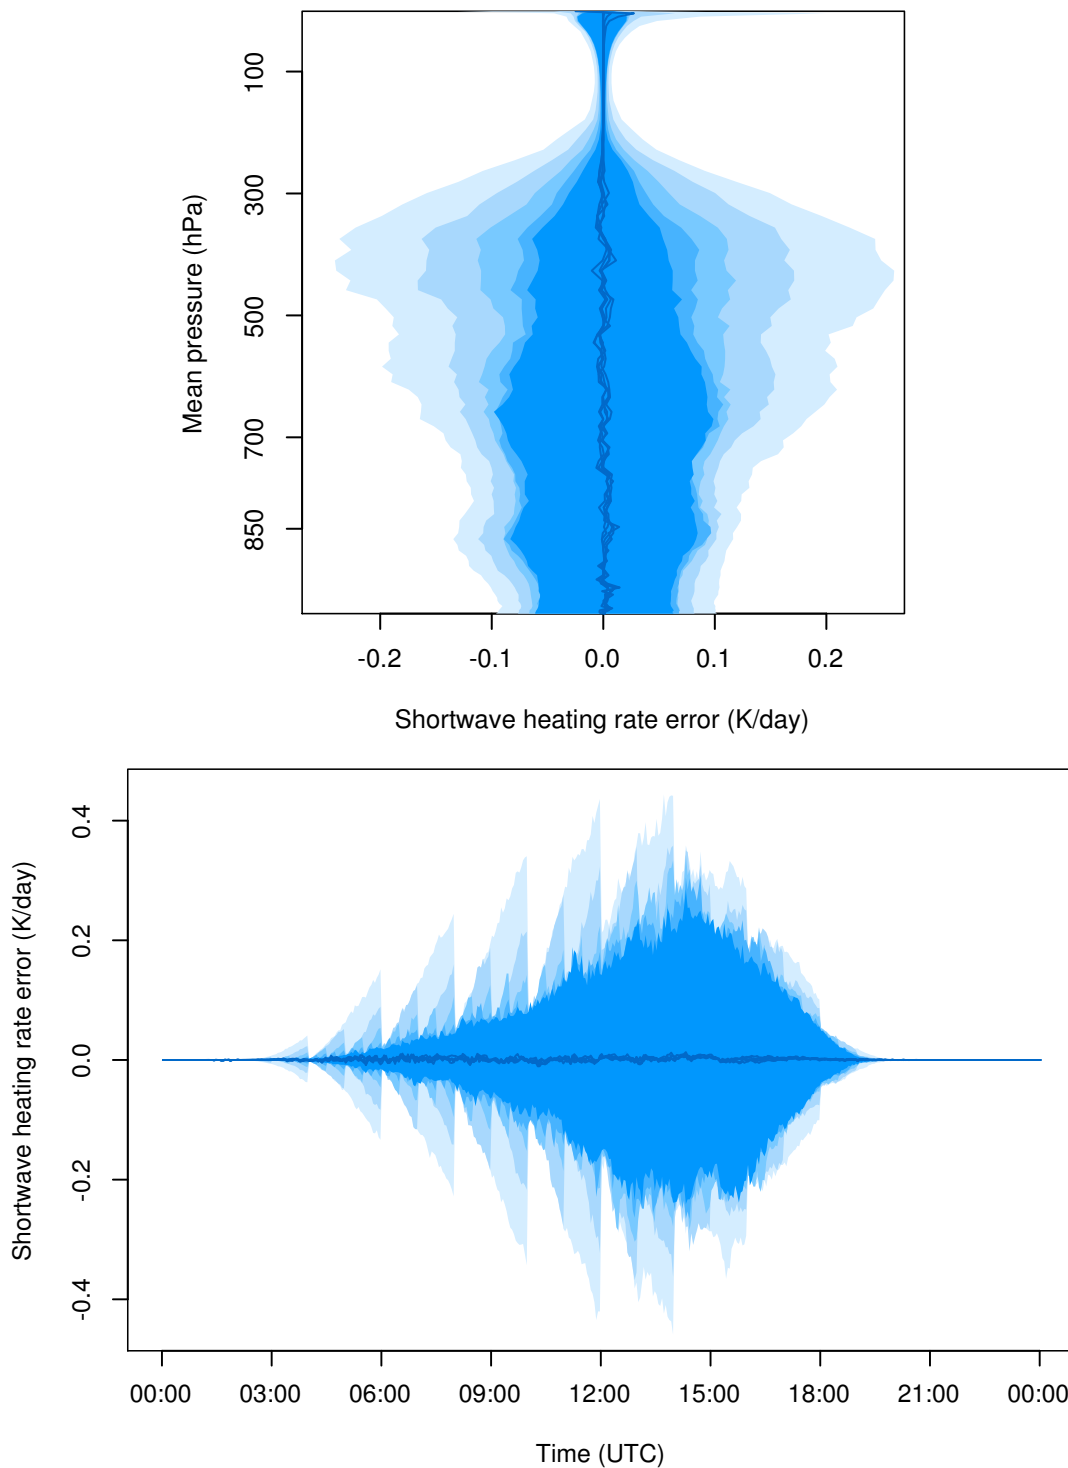 100
300
500
700
850
Mean pressure (hPa)
-0.2 -0.1 0.0 0.1 0.2
Shortwave heating rate error (K/day)
0.4
0.2
0.0
-0.2
-0.4
Shortwave heating rate error (K/day)
00:00 03:00 06:00 09:00 12:00 15:00 18:00 21:00 00:00
Time (UTC)